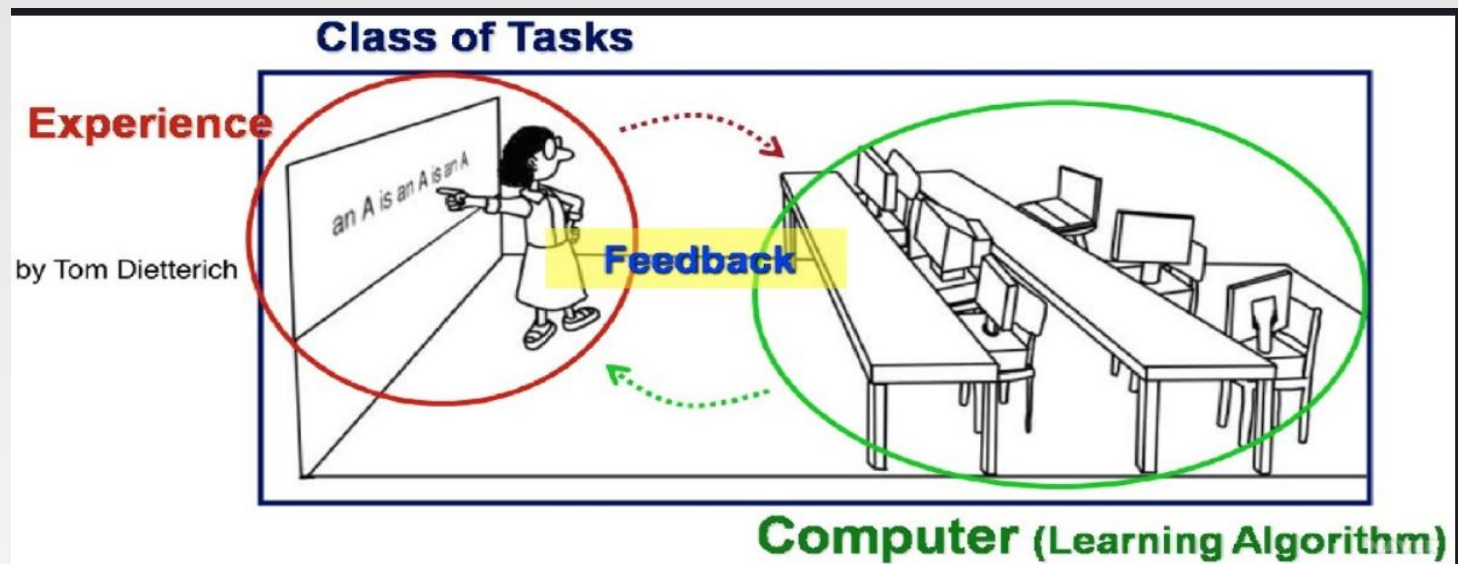 Class of Tasks
Experience
an A is an A is an A
by Tom Dietterich
Feedback
Computer (Learning Algorithm)